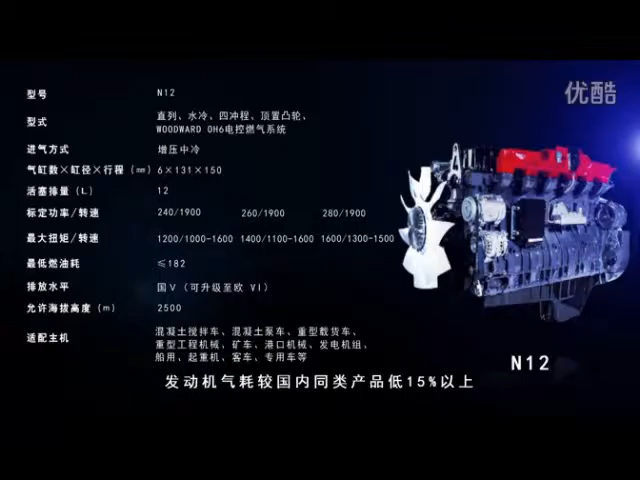 优酷
型号 N12
型式 直列、水冷、四冲程、顶置凸轮、
WOODWARD OH6电控燃气系统
进气方式 增压中冷
气缸数×缸径×行程(mm) 6×131×150
活塞排量(L) 12
标定功率/转速 240/1900 260/1900 280/1900
最大扭矩/转速 1200/1000-1600 1400/1100-1600 1600/1300-1500
最低燃油耗 ≤182
排放水平 国V(可升级至欧 VI)
允许海拔高度(m) 2500
适配主机 混凝土搅拌车、混凝土泵车、重型载货车、
重型工程机械、矿车、港口机械、发电机组、
船用、起重机、客车、专用车等
N12
发动机气耗较国内同类产品低15%以上